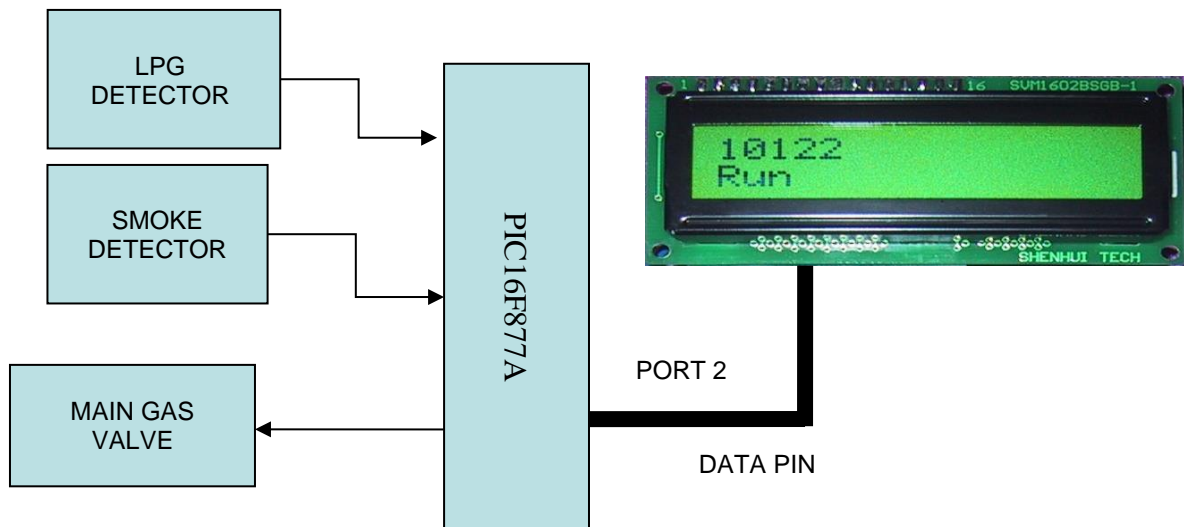 LPG
DETECTOR
SMOKE
DETECTOR
MAIN GAS
VALVE
PIC16F877A
1
16
SVM1602BSGB-1
10122
Run
SHENHUI TECH
PORT 2
DATA PIN